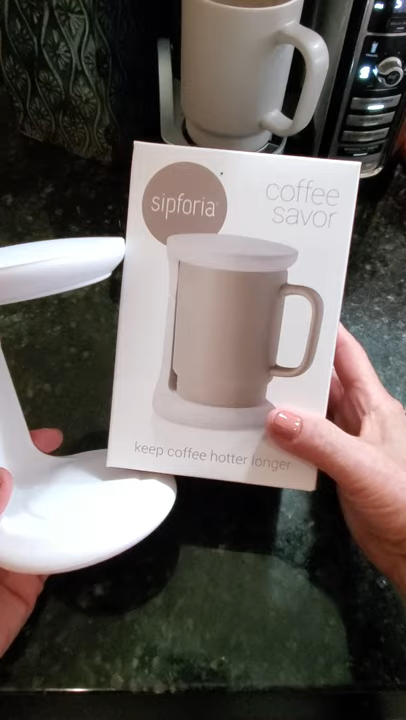 sipforia
coffee
savor
keep coffee hotter longer